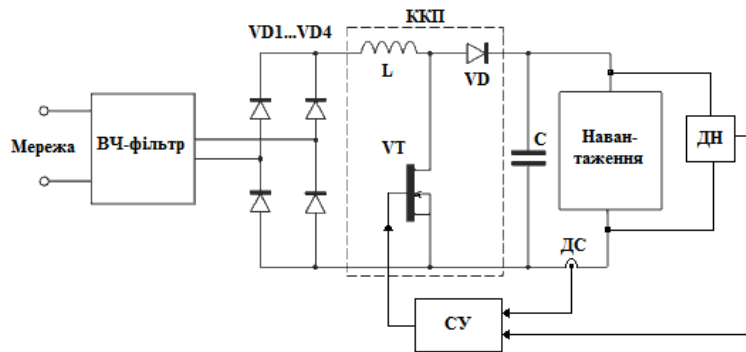 ККП
VD1...VD4
L
VD
ВЧ-фільтр
Мережа
VT
C
Наван-
таження
ДН
ДС
СУ